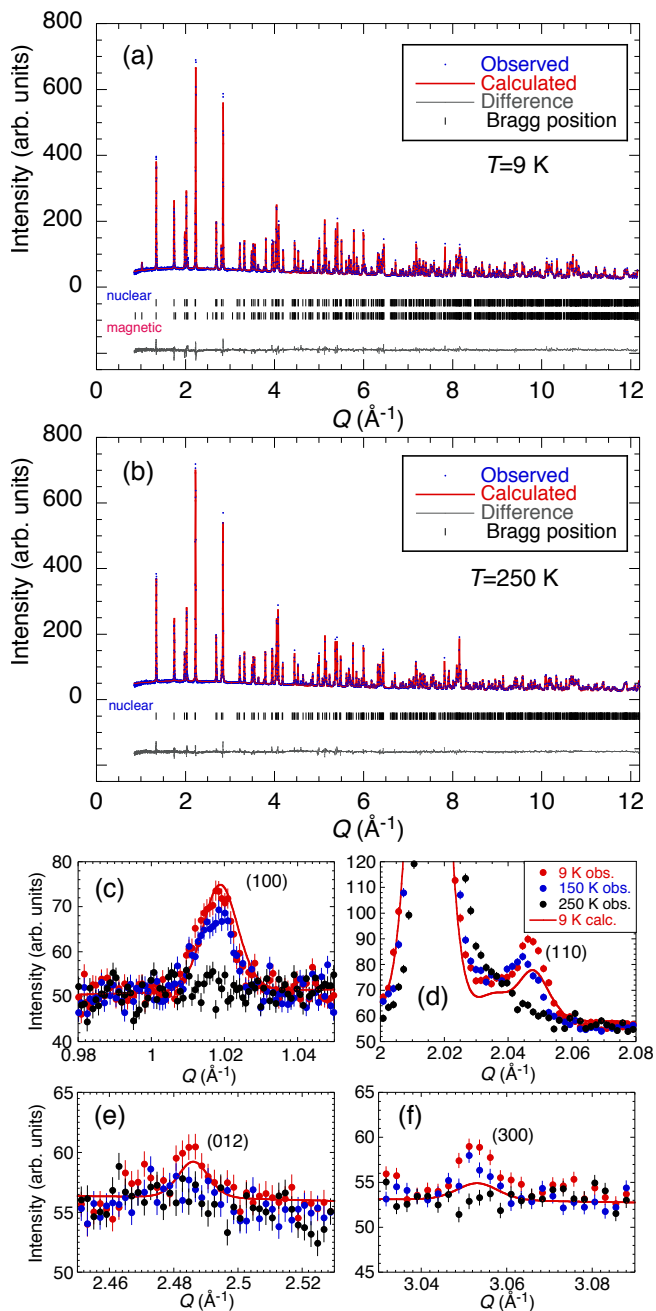 800
(a)
Observed
Calculated
Difference
Bragg position
600
T=9 K
400
Intensity (arb. units)
200
0
nuclear
magnetic
0 2 4 6 8 10 12
Q (Å-1)
800
(b)
Observed
Calculated
Difference
Bragg position
600
T=250 K
400
Intensity (arb. units)
200
0
nuclear
0 2 4 6 8 10 12
Q (Å-1)
80
(c)
(100)
70
60
50
40
Intensity (arb. units)
0.98 1 1.02 1.04
Q (Å-1)
120
110
100
90
80
70
60
50
9 K obs.
150 K obs.
250 K obs.
9 K calc.
(110)
(d)
2 2.02 2.04 2.06 2.08
Q (Å-1)
65
(e)
(012)
60
55
50
Intensity (arb. units)
2.46 2.48 2.5 2.52
Q (Å-1)
65
(f)
(300)
60
55
50
45
3.04 3.06 3.08
Q (Å-1)